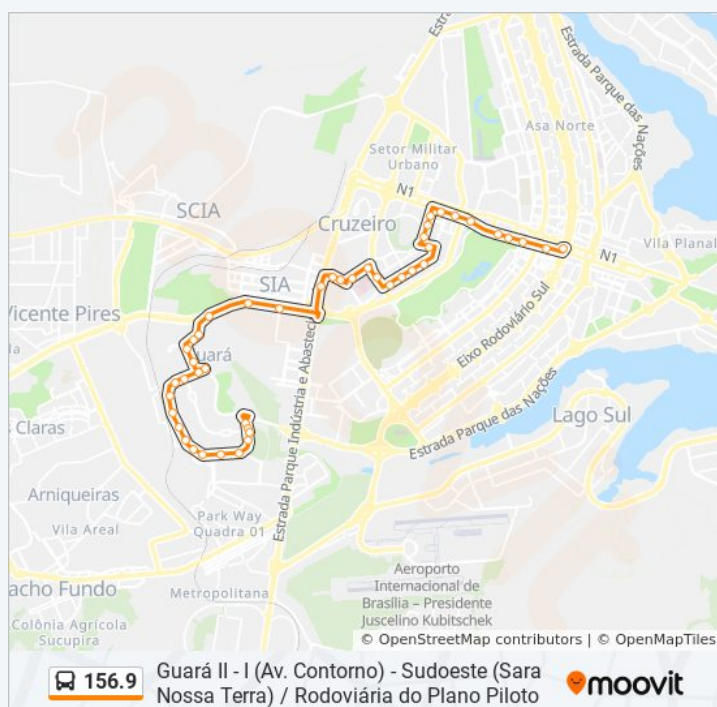 Estrada Parque das Nações
Asa Norte
Setor Militar
Urbano
N1
SCIA
Cruzeiro
Vila Planal
N1
SIA
Vicente Pires
Eixo Rodoviário Sul
Guará
Estrada Parque Indústria e Abasteci
Estrada Parque das Nações
Lago Sul
s Claras
Arniqueiras
Vila Areal
Park Way
Quadra 01
Aeroporto
Internacional de
Brasília – Presidente
Juscelino Kubitschek
acho Fundo
Metropolitana
Colônia Agrícola
Sucupira
© OpenStreetMap contributors | © OpenMapTiles
156.9
Guará II - I (Av. Contorno) - Sudoeste (Sara
Nossa Terra) / Rodoviária do Plano Piloto
moovit